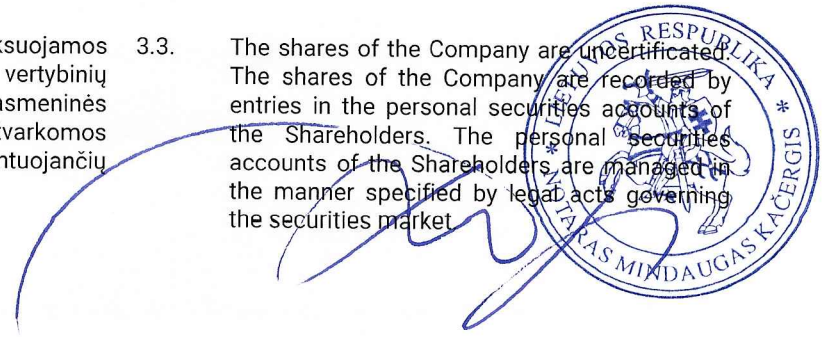 ksuojamos
vertybinių
asmeninės
tvarkomos
ntuojančių
3.3.
The shares of the Company are uncertificated.
The shares of the Company are recorded by
entries in the personal securities accounts of
the Shareholders. The personal securities
accounts of the Shareholders are managed in
the manner specified by legal acts governing
the securities market.
* LIETUVOS RESPUBLIKA *
NOTARAS MINDAUGAS KAČERGIS